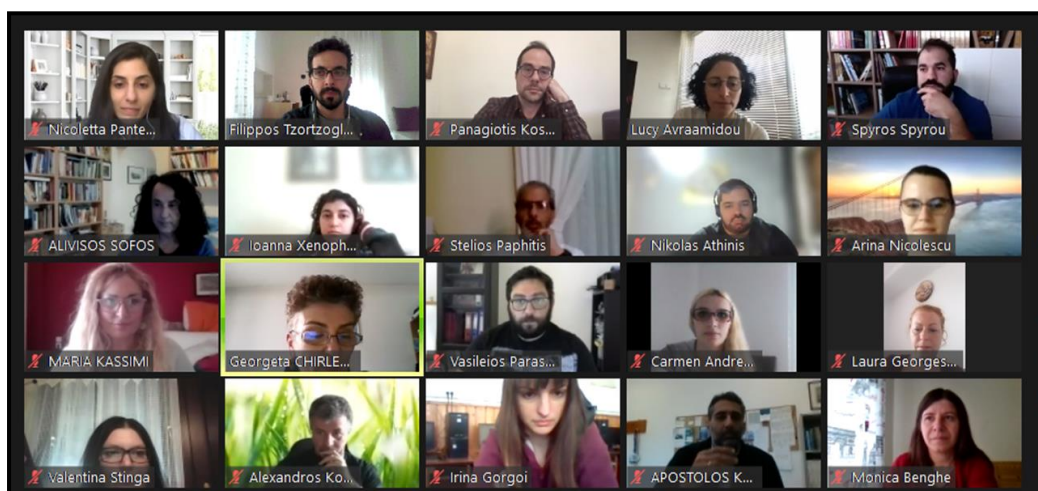 Nicoletta Pante...
Filippos Tzortzogl...
Panagiotis Kos...
Lucy Avraamidou
Spyros Spyrou
ALIVISOS SOFOS
Ioanna Xenoph...
Stelios Paphitis
Nikolas Athinis
Arina Nicolescu
MARIA KASSIMI
Georgeta CHIRLE...
Vasileios Paras...
Carmen Andre...
Laura Georges...
Valentina Stinga
Alexandros Ko...
Irina Gorgoi
APOSTOLOS K...
Monica Benghe